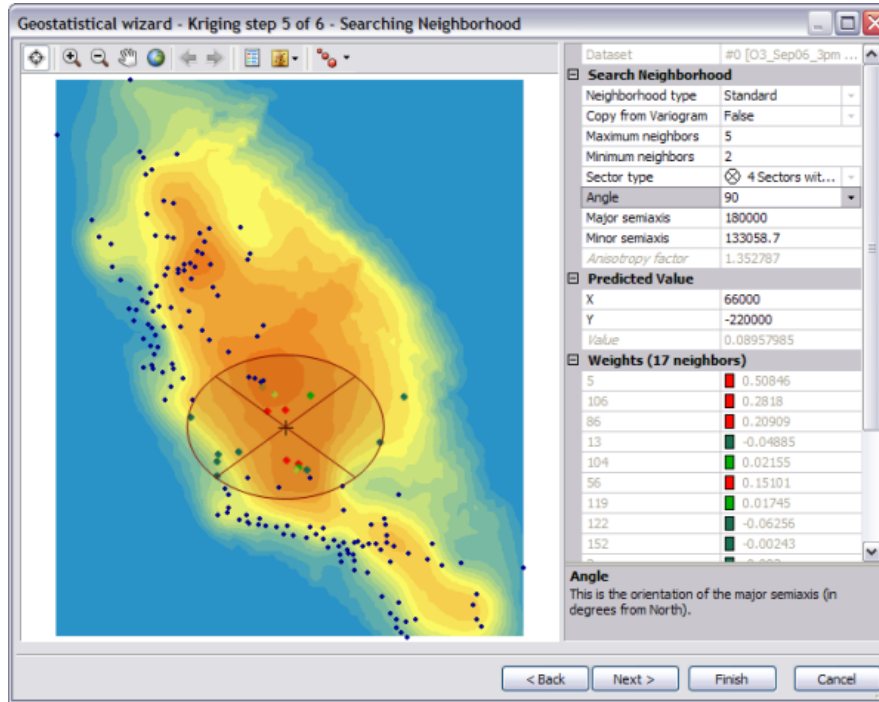 Geostatistical wizard - Kriging step 5 of 6 - Searching Neighborhood
Dataset #0 [O3_Sep06_3pm ...
Search Neighborhood
Neighborhood type Standard
Copy from Variogram False
Maximum neighbors 5
Minimum neighbors 2
Sector type 4 Sectors wit...
Angle 90
Major semiaxis 180000
Minor semiaxis 133058.7
Anisotropy factor 1.352787
Predicted Value
X 66000
Y -220000
Value 0.08957985
Weights (17 neighbors)
5 0.50846
106 0.2818
86 0.20909
13 -0.04885
104 0.02155
56 0.15101
119 0.01745
122 -0.06256
152 -0.00243
Angle
This is the orientation of the major semiaxis (in
degrees from North).
< Back Next > Finish Cancel